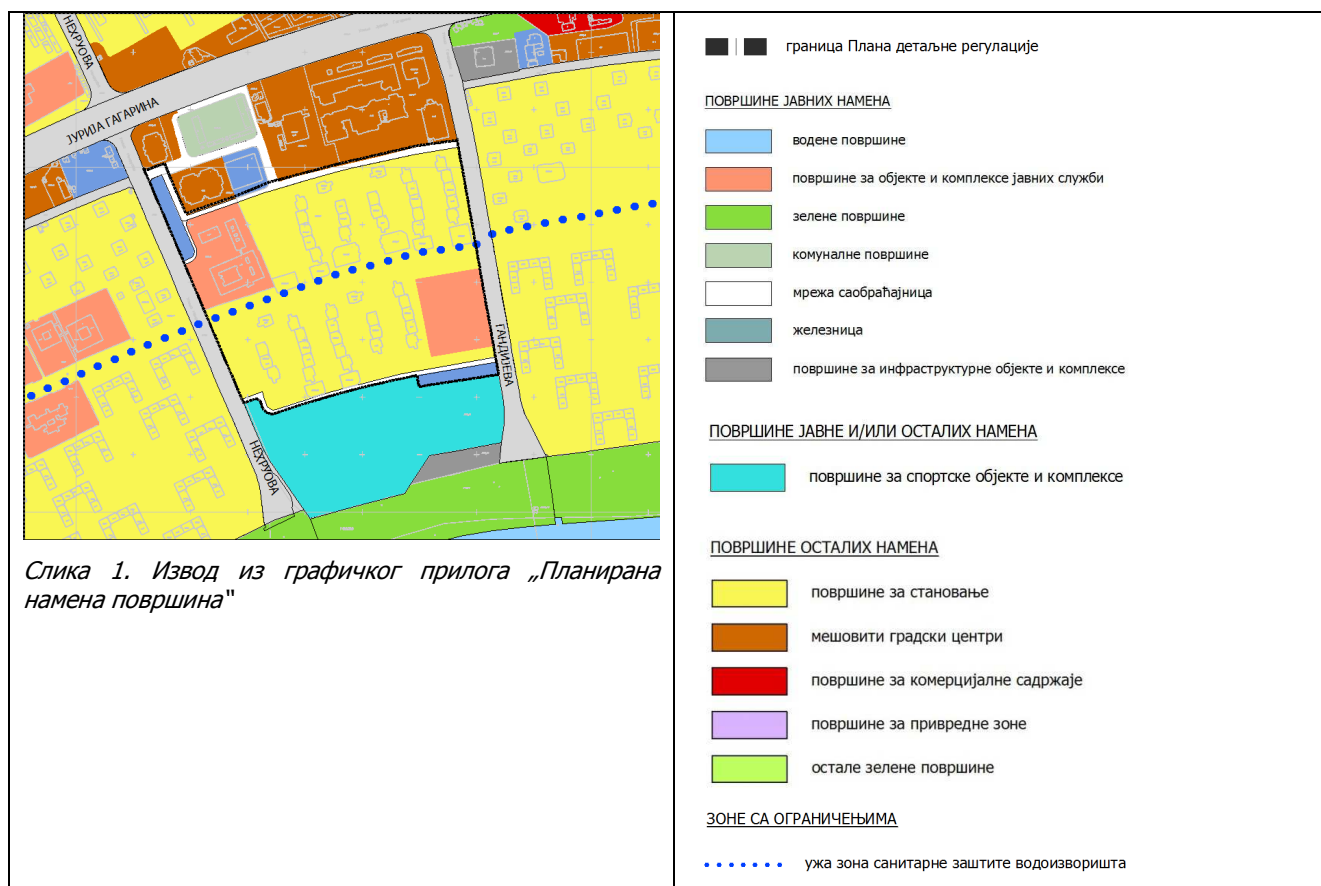 НЕХРУОВА
ЈУРИЈА ГАГАРИНА
ГАНДИЈЕВА
НЕХРУОВА
Слика 1. Извод из графичког прилога „Планирана
намена површина"
граница Плана детаљне регулације
ПОВРШИНЕ ЈАВНИХ НАМЕНА
водене површине
површине за објекте и комплексе јавних служби
зелене површине
комуналне површине
мрежа саобраћајница
железница
површине за инфраструктурне објекте и комплексе
ПОВРШИНЕ ЈАВНЕ И/ИЛИ ОСТАЛИХ НАМЕНА
површине за спортске објекте и комплексе
ПОВРШИНЕ ОСТАЛИХ НАМЕНА
површине за становање
мешовити градски центри
површине за комерцијалне садржаје
површине за привредне зоне
остале зелене површине
ЗОНЕ СА ОГРАНИЧЕЊИМА
ужа зона санитарне заштите водоизворишта